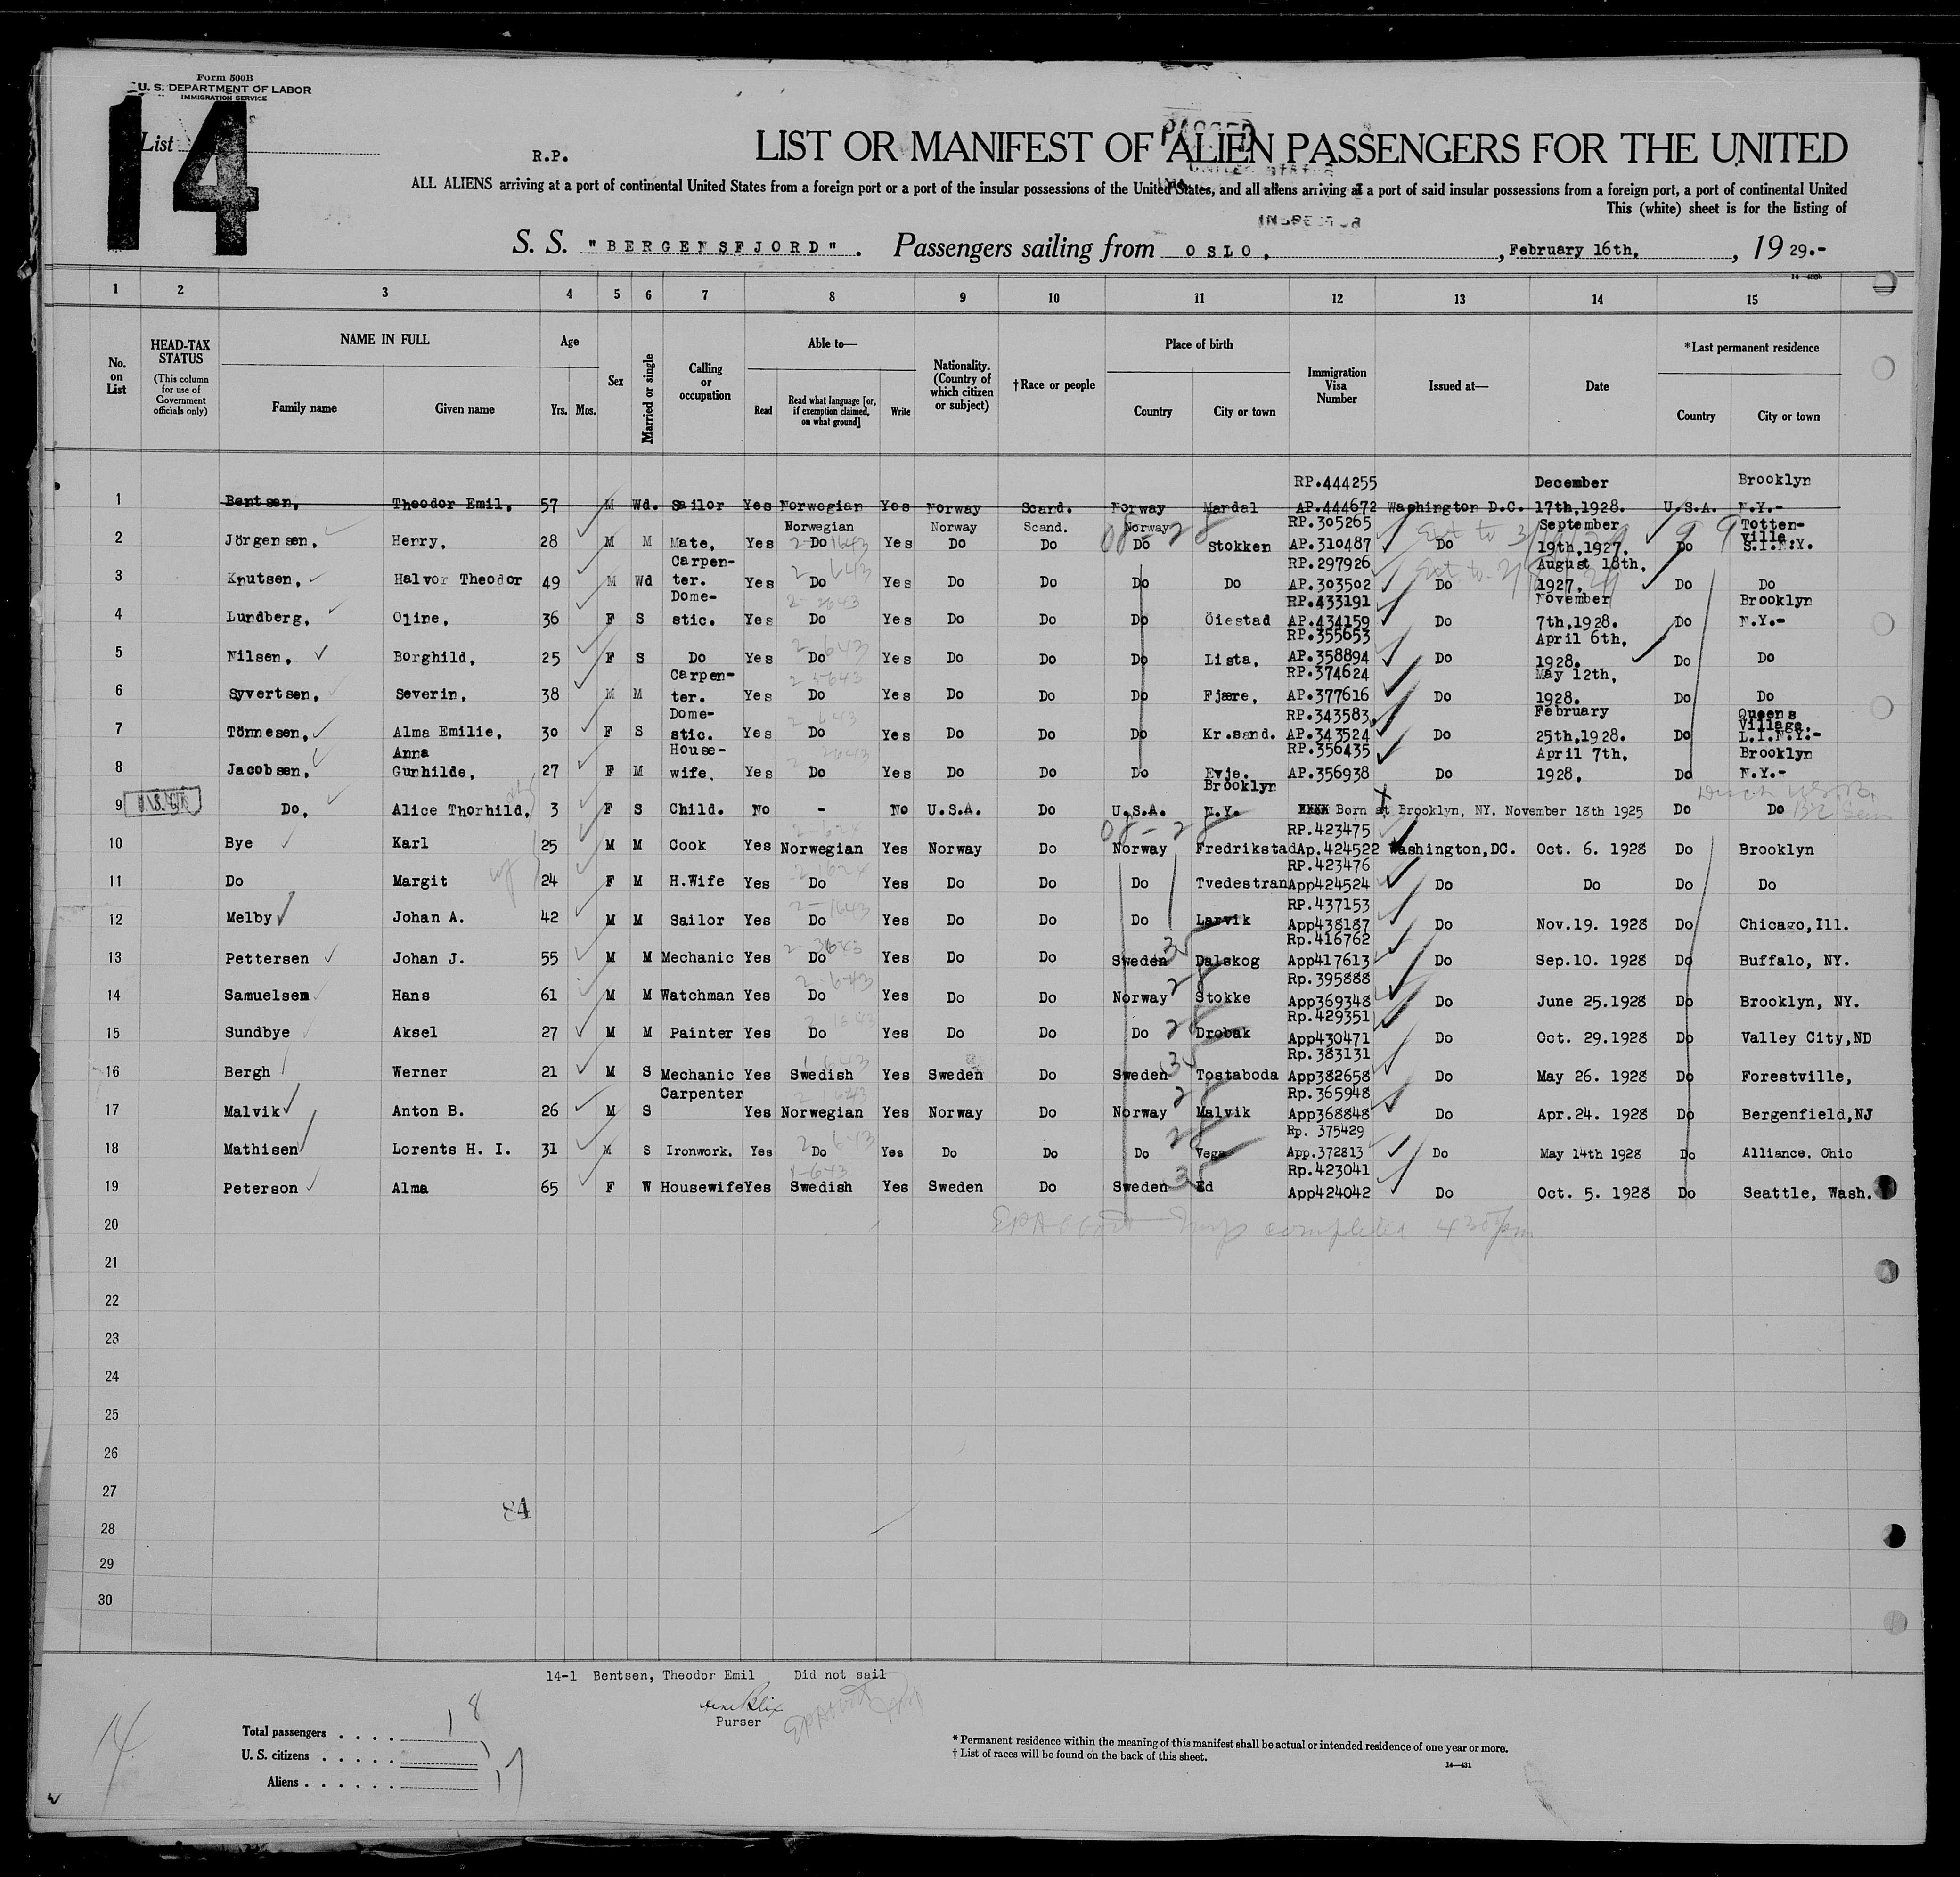 Form 500B
U. S. DEPARTMENT OF LABOR
IMMIGRATION SERVICE
List
14
R.P.
PASSED
INSPECTOR
LIST OR MANIFEST OF ALIEN PASSENGERS FOR THE UNITED
ALL ALIENS arriving at a port of continental United States from a foreign port or a port of the insular possessions of the United States, and all aliens arriving at a port of said insular possessions from a foreign port, a port of continental United
This (white) sheet is for the listing of
S. S. "BERGENSFJORD". Passengers sailing from OSLO, , February 16th, , 19 29.-
1 2 3 4 5 6 7 8 9 10 11 12 13 14 15
No. on List
HEAD-TAX STATUS (This column for use of Government officials only)
NAME IN FULL
Family name Given name
Age
Yrs. Mos.
Sex
Married or single
Calling or occupation
Able to—
Read Read what language [or, if exemption claimed, on what ground] Write
Nationality. (Country of which citizen or subject)
†Race or people
Place of birth
Country City or town
Immigration Visa Number
Issued at—
Date
*Last permanent residence
Country City or town
1 Bentsen, Theodor Emil, 57 M Wd. Sailor Yes Norwegian Yes Norway Scand. Norway Mandal RP.444255 AP.444672 Washington D.C. December 17th,1928. U.S.A. Brooklyn N.Y.-
2 Jörgensen, Henry, 28 M M Mate, Yes Norwegian Do Yes Norway Do Scand. Do Norway Do Stokken RP.305265 AP.310487 Do September 19th,1927. Do Tottenville S.I.N.Y.
3 Knutsen, Halvor Theodor 49 M Wd Carpen-ter. Yes Do Yes Do Do Do Do RP.297926 AP.303502 Do August 18th, 1927. Do Do
4 Lundberg, Oline, 36 F S Dome-stic. Yes Do Yes Do Do Do Öiestad RP.433191 AP.434159 Do November 7th,1928. Do Brooklyn N.Y.-
5 Nilsen, Borghild, 25 F S Do Yes Do Yes Do Do Do Lista, RP.355653 AP.358894 Do April 6th, 1928. Do Do
6 Syvertsen, Severin, 38 M M Carpen-ter. Yes Do Yes Do Do Do Fjære, RP.374624 AP.377616 Do May 12th, 1928. Do Do
7 Tönnesen, Alma Emilie, 30 F S Dome-stic. Yes Do Yes Do Do Do Kr.sand. RP.343583, AP.343524 Do February 25th,1928. Do Queens Village. L.I.N.Y.-
8 Jacobsen, Anna Gunhilde, 27 F M House-wife, Yes Do Yes Do Do Do Evje. RP.356435 AP.356938 Do April 7th, 1928. Do Brooklyn N.Y.-
9 Do, Alice Thorhild, 3 F S Child. No - No U.S.A. Do U.S.A. Brooklyn N.Y. Born at Brooklyn, NY. November 18th 1925 Do Do
10 Bye Karl 25 M M Cook Yes Norwegian Yes Norway Do Norway Fredrikstad RP.423475 Ap.424522 Washington,DC. Oct. 6. 1928 Do Brooklyn
11 Do Margit 24 F M H.Wife Yes Do Yes Do Do Do Tvedestran RP.423476 App424524 Do Do Do Do
12 Melby Johan A. 42 M M Sailor Yes Do Yes Do Do Do Larvik RP.437153 App438187 Do Nov.19. 1928 Do Chicago,Ill.
13 Pettersen Johan J. 55 M M Mechanic Yes Do Yes Do Do Sweden Dalskog Rp.416762 App417613 Do Sep.10. 1928 Do Buffalo, NY.
14 Samuelsen Hans 61 M M Watchman Yes Do Yes Do Do Norway Stokke Rp.395888 App369348 Do June 25.1928 Do Brooklyn, NY.
15 Sundbye Aksel 27 M M Painter Yes Do Yes Do Do Do Drobak Rp.429351 App430471 Do Oct. 29.1928 Do Valley City,ND
16 Bergh Werner 21 M S Mechanic Yes Swedish Yes Sweden Do Sweden Tostaboda Rp.383131 App382658 Do May 26. 1928 Do Forestville,
17 Malvik Anton B. 26 M S Carpenter Yes Norwegian Yes Norway Do Norway Malvik Rp.365948 App368848 Do Apr.24. 1928 Do Bergenfield,NJ
18 Mathisen Lorents H. I. 31 M S Ironwork. Yes Do Yes Do Do Do Vega Rp. 375429 App.372813 Do May 14th 1928 Do Alliance. Ohio
19 Peterson Alma 65 F W Housewife Yes Swedish Yes Sweden Do Sweden Ed Rp.423041 App424042 Do Oct. 5. 1928 Do Seattle, Wash.
20
21
22
23
24
25
26
27
84
28
29
30
14-1 Bentsen, Theodor Emil Did not sail
Purser
14
Total passengers . . . . 18
U. S. citizens . . . . . 1
Aliens . . . . . . 17
* Permanent residence within the meaning of this manifest shall be actual or intended residence of one year or more.
† List of races will be found on the back of this sheet.
14—421